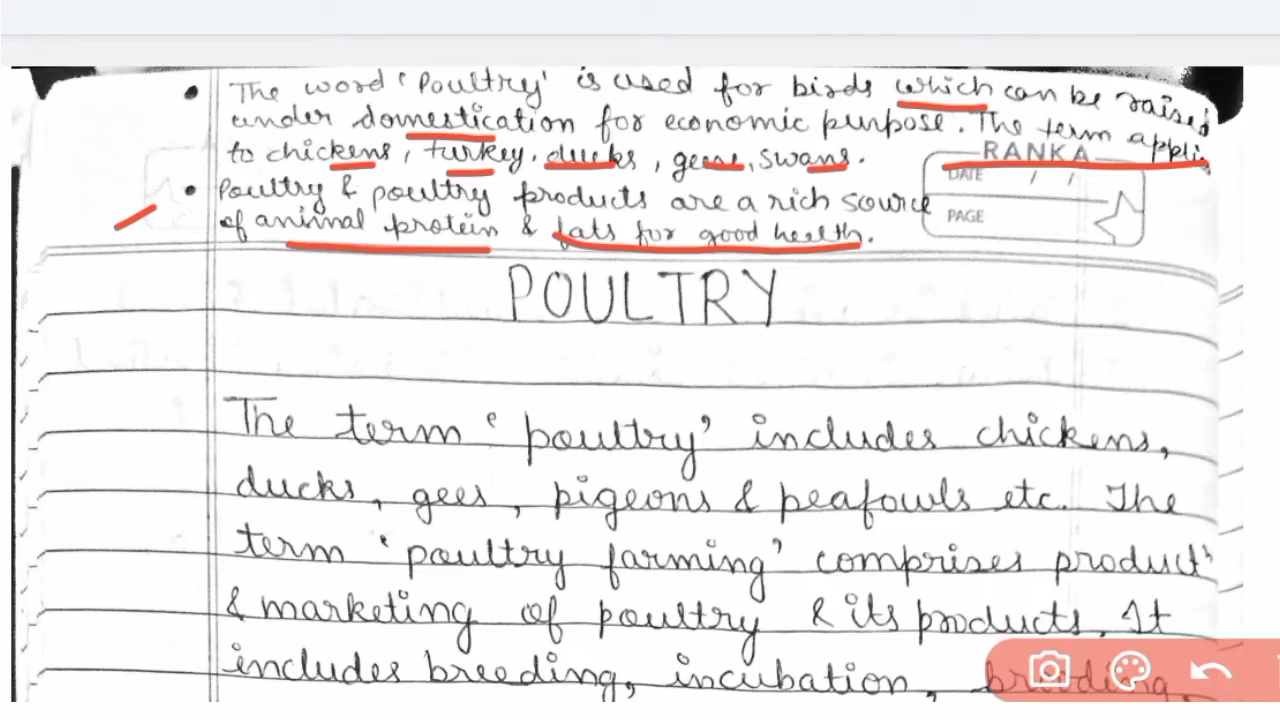 The word 'Poultry' is used for birds which can be raised
under domestication for economic purpose. The term appli
to chickens, turkey, ducks, geese, swans.
RANKA
DATE / /
Poultry & poultry products are a rich source
PAGE
of animal protein & fats for good health.
POULTRY
The term 'poultry' includes chickens,
ducks, gees, pigeons & peafowls etc. The
term 'poultry farming' comprises product
& marketing of poultry & its products. It
includes breeding, incubation, brooding,